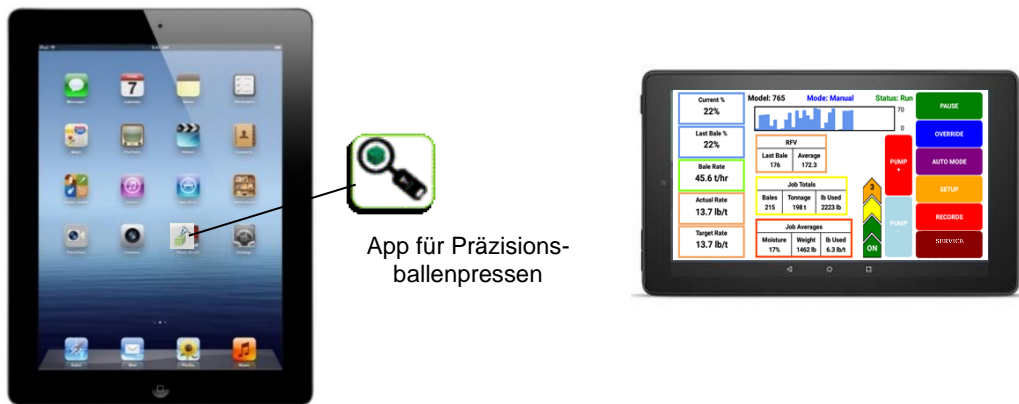 7
App für Präzisions-
ballenpressen
Current %
22%
Last Bale %
22%
Bale Rate
45.6 t/hr
Actual Rate
13.7 lb/t
Target Rate
13.7 lb/t
Model: 765 Mode: Manual Status: Run
70
0
RFV
Last Bale Average
176 172.3
Job Totals
Bales Tonnage lb Used
215 198 t 2223 lb
Job Averages
Moisture Weight lb Used
17% 1462 lb 6.3 lb/t
3
ON
PUMP
+
PUMP
-
PAUSE
OVERRIDE
AUTO MODE
SETUP
RECORDS
SERVICE